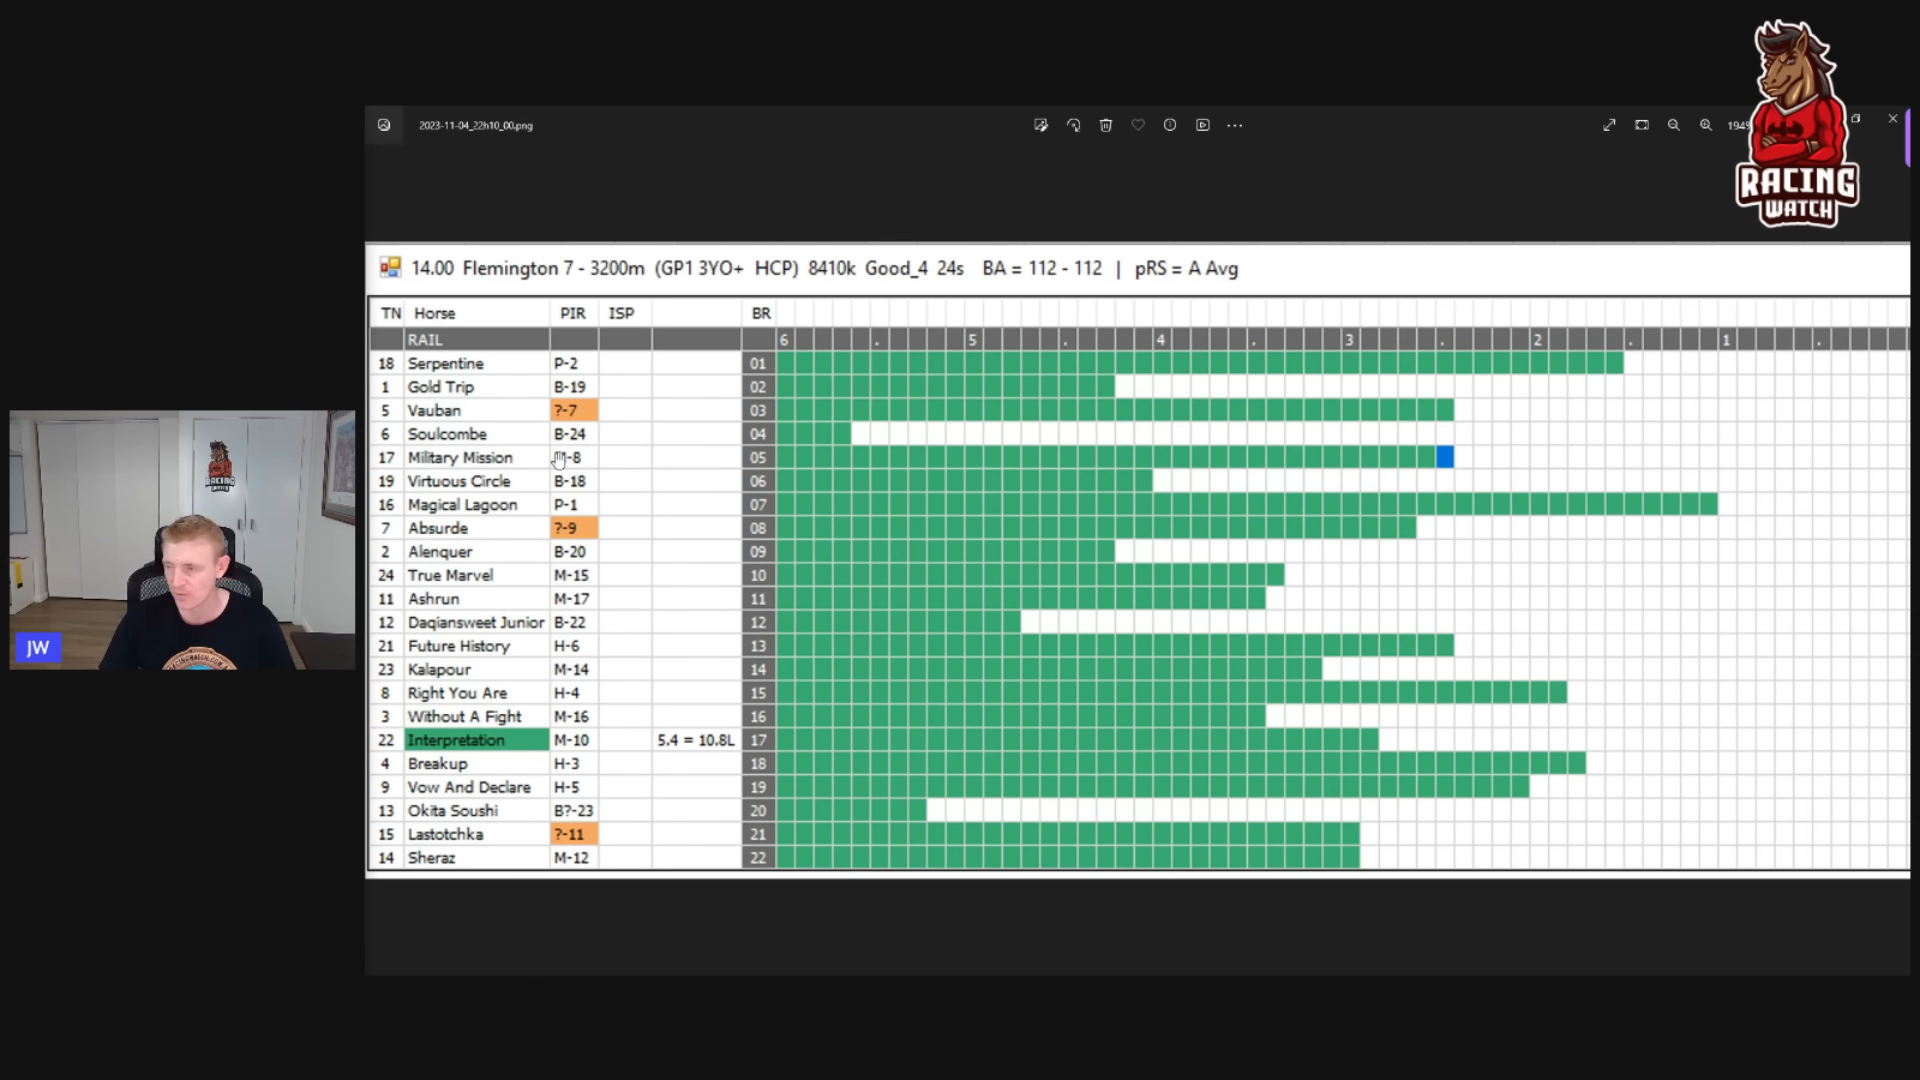 RACING
WATCH
2023-11-04_22h10_00.png
14.00 Flemington 7 - 3200m (GP1 3YO+ HCP) 8410k Good_4 24s BA = 112 - 112 | pRS = A Avg
TN Horse PIR ISP BR
RAIL 6 . 5 . 4 . 3 . 2 . 1 .
18 Serpentine P-2 01
1 Gold Trip B-19 02
5 Vauban ?-7 03
6 Soulcombe B-24 04
17 Military Mission -8 05
19 Virtuous Circle B-18 06
16 Magical Lagoon P-1 07
7 Absurde ?-9 08
2 Alenquer B-20 09
24 True Marvel M-15 10
11 Ashrun M-17 11
12 Daqiansweet Junior B-22 12
21 Future History H-6 13
23 Kalapour M-14 14
8 Right You Are H-4 15
3 Without A Fight M-16 16
22 Interpretation M-10 5.4 = 10.8L 17
4 Breakup H-3 18
9 Vow And Declare H-5 19
13 Okita Soushi B?-23 20
15 Lastotchka ?-11 21
14 Sheraz M-12 22
RACING
JW